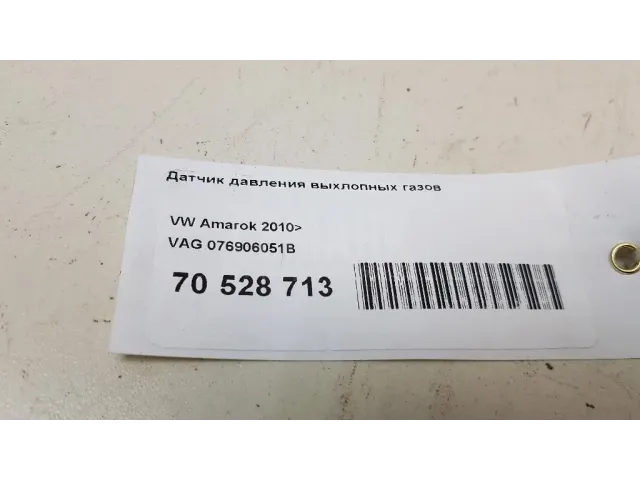 Датчик давления выхлопных газов
VW Amarok 2010>
VAG 076906051B
70 528 713